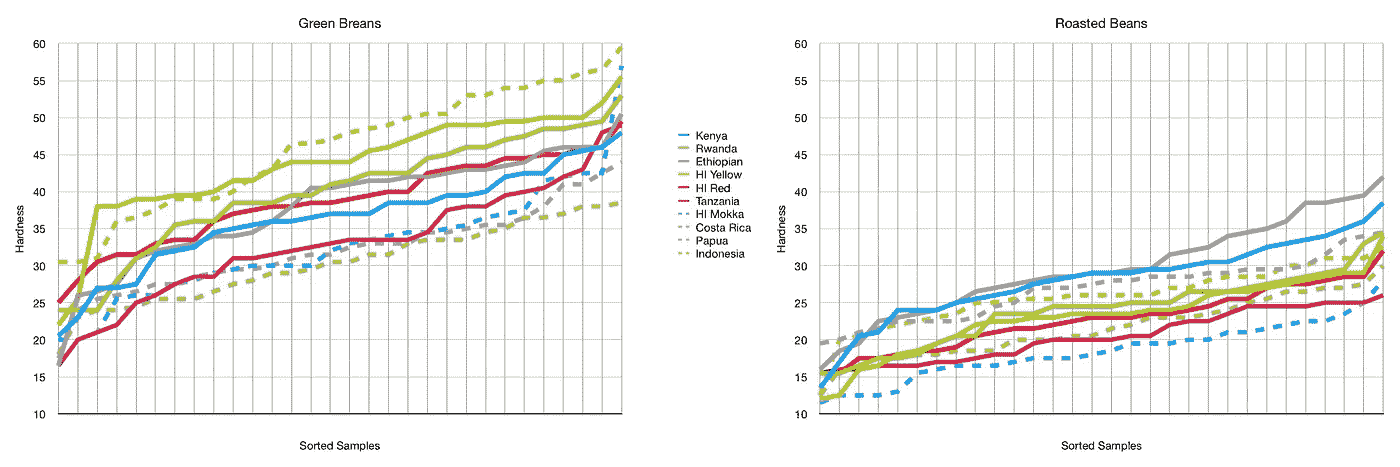 Green Breans
60
55
50
45
40
35
30
25
20
15
10
Hardness
Sorted Samples
Kenya
Rwanda
Ethiopian
HI Yellow
HI Red
Tanzania
HI Mokka
Costa Rica
Papua
Indonesia
Roasted Beans
60
55
50
45
40
35
30
25
20
15
10
Hardness
Sorted Samples